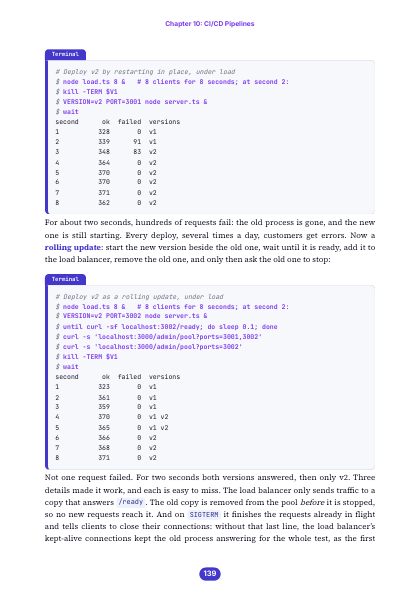 Chapter 10: CI/CD Pipelines
Terminal
# Deploy v2 by restarting in place, under load
$ node load.ts 8 &   # 8 clients for 8 seconds; at second 2:
$ kill -TERM $V1
$ VERSION=v2 PORT=3001 node server.ts &
$ wait
second     ok  failed  versions
1         328       0  v1
2         339      91  v1
3         348      83  v2
4         364       0  v2
5         370       0  v2
6         370       0  v2
7         371       0  v2
8         362       0  v2
For about two seconds, hundreds of requests fail: the old process is gone, and the new
one is still starting. Every deploy, several times a day, customers get errors. Now a
rolling update: start the new version beside the old one, wait until it is ready, add it to
the load balancer, remove the old one, and only then ask the old one to stop:
Terminal
# Deploy v2 as a rolling update, under load
$ node load.ts 8 &   # 8 clients for 8 seconds; at second 2:
$ VERSION=v2 PORT=3002 node server.ts &
$ until curl -sf localhost:3002/ready; do sleep 0.1; done
$ curl -s 'localhost:3000/admin/pool?ports=3001,3002'
$ curl -s 'localhost:3000/admin/pool?ports=3002'
$ kill -TERM $V1
$ wait
second     ok  failed  versions
1         323       0  v1
2         361       0  v1
3         359       0  v1
4         370       0  v1 v2
5         365       0  v1 v2
6         366       0  v2
7         368       0  v2
8         371       0  v2
Not one request failed. For two seconds both versions answered, then only v2. Three
details made it work, and each is easy to miss. The load balancer only sends traffic to a
copy that answers /ready. The old copy is removed from the pool before it is stopped,
so no new requests reach it. And on SIGTERM it finishes the requests already in flight
and tells clients to close their connections: without that last line, the load balancer's
kept-alive connections kept the old process answering for the whole test, as the first
139